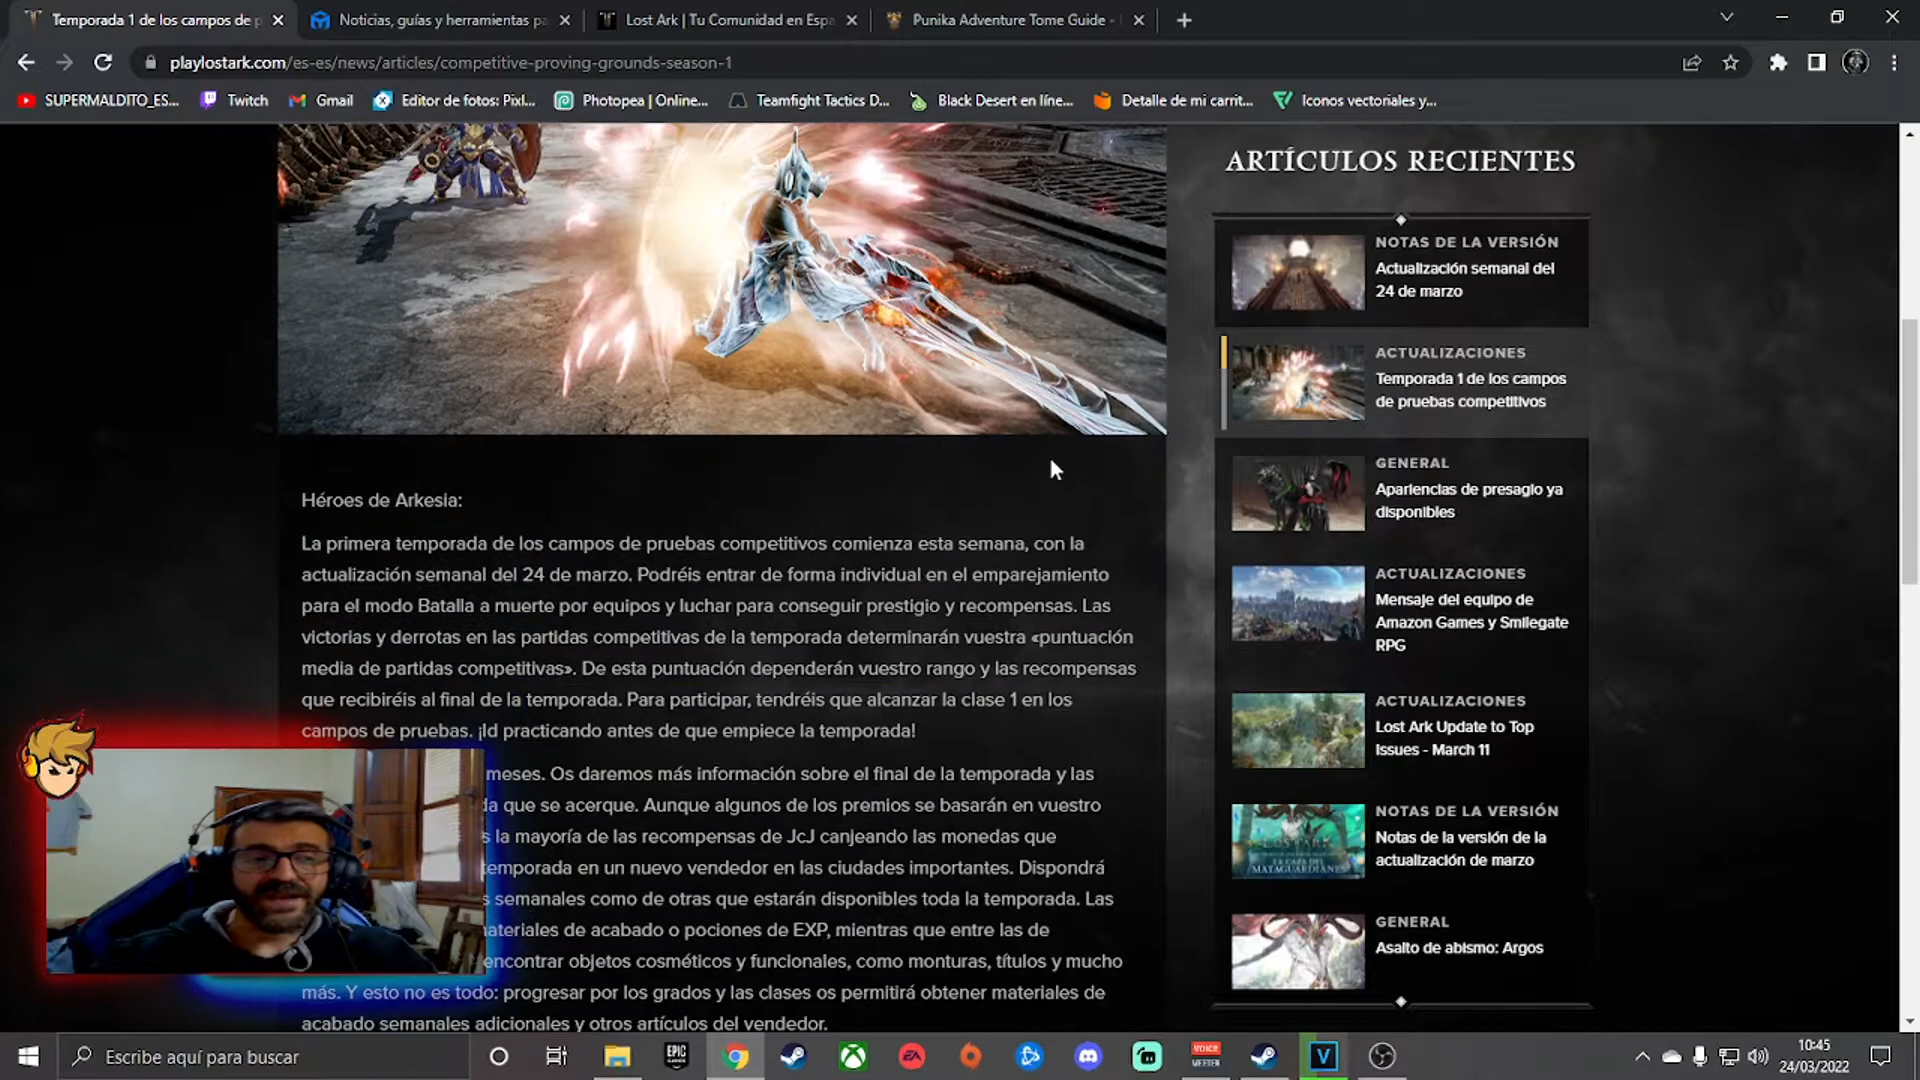 Temporada 1 de los campos de p
Noticias, guías y herramientas pa
Lost Ark | Tu Comunidad en Espa
Punika Adventure Tome Guide -
playlostark.com/es-es/news/articles/competitive-proving-grounds-season-1
SUPERMALDITO_ES...
Twitch
Gmail
Editor de fotos: Pixl...
Photopea | Online...
Teamfight Tactics D...
Black Desert en líne...
Detalle de mi carrit...
Iconos vectoriales y...
Héroes de Arkesia:
La primera temporada de los campos de pruebas competitivos comienza esta semana, con la
actualización semanal del 24 de marzo. Podréis entrar de forma individual en el emparejamiento
para el modo Batalla a muerte por equipos y luchar para conseguir prestigio y recompensas. Las
victorias y derrotas en las partidas competitivas de la temporada determinarán vuestra «puntuación
media de partidas competitivas». De esta puntuación dependerán vuestro rango y las recompensas
que recibiréis al final de la temporada. Para participar, tendréis que alcanzar la clase 1 en los
campos de pruebas. ¡Id practicando antes de que empiece la temporada!
meses. Os daremos más información sobre el final de la temporada y las
da que se acerque. Aunque algunos de los premios se basarán en vuestro
s la mayoría de las recompensas de JcJ canjeando las monedas que
temporada en un nuevo vendedor en las ciudades importantes. Dispondrá
s semanales como de otras que estarán disponibles toda la temporada. Las
materiales de acabado o pociones de EXP, mientras que entre las de
encontrar objetos cosméticos y funcionales, como monturas, títulos y mucho
más. Y esto no es todo: progresar por los grados y las clases os permitirá obtener materiales de
acabado semanales adicionales y otros artículos del vendedor.
ARTÍCULOS RECIENTES
NOTAS DE LA VERSIÓN
Actualización semanal del
24 de marzo
ACTUALIZACIONES
Temporada 1 de los campos
de pruebas competitivos
GENERAL
Apariencias de presagio ya
disponibles
ACTUALIZACIONES
Mensaje del equipo de
Amazon Games y Smilegate
RPG
ACTUALIZACIONES
Lost Ark Update to Top
Issues - March 11
NOTAS DE LA VERSIÓN
Notas de la versión de la
actualización de marzo
LOST ARK
LA CAZA DEL
MATAGUARDIANES
GENERAL
Asalto de abismo: Argos
Escribe aquí para buscar
EPIC
GAMES
EA
VOICE
MEETER
V
10:45
24/03/2022